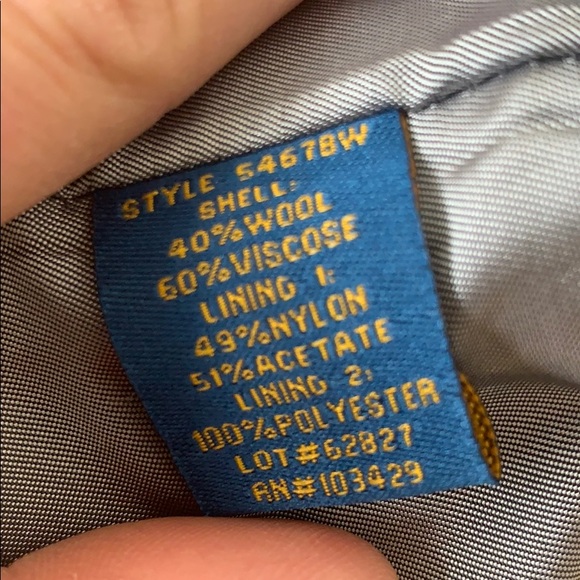 STYLE 54678W
SHELL:
40%WOOL
60%VISCOSE
LINING 1:
49%NYLON
51%ACETATE
LINING 2:
100%POLYESTER
LOT#62827
RN#103429